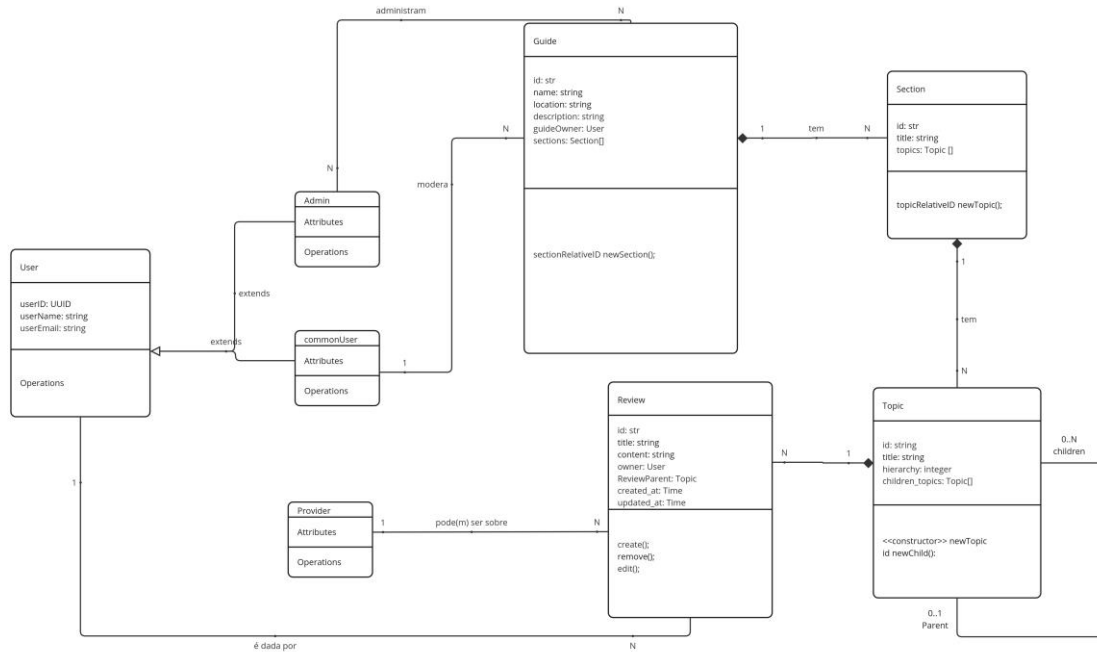 administram
N
Guide
id: str
name: string
location: string
description: string
guideOwner: User
sections: Section[]
sectionRelativeID newSection();
Section
id: str
title: string
topics: Topic []
topicRelativeID newTopic();
1
tem
N
N
modera
N
Admin
Attributes
Operations
User
userID: UUID
userName: string
userEmail: string
Operations
extends
extends
commonUser
Attributes
Operations
1
1
tem
N
Review
id: str
title: string
content: string
owner: User
ReviewParent: Topic
created_at: Time
updated_at: Time
create();
remove();
edit();
N
1
Topic
id: string
title: string
hierarchy: integer
children_topics: Topic[]
<<constructor>> newTopic
id newChild():
0..N
children
0..1
Parent
Provider
Attributes
Operations
1
pode(m) ser sobre
N
1
é dada por
N